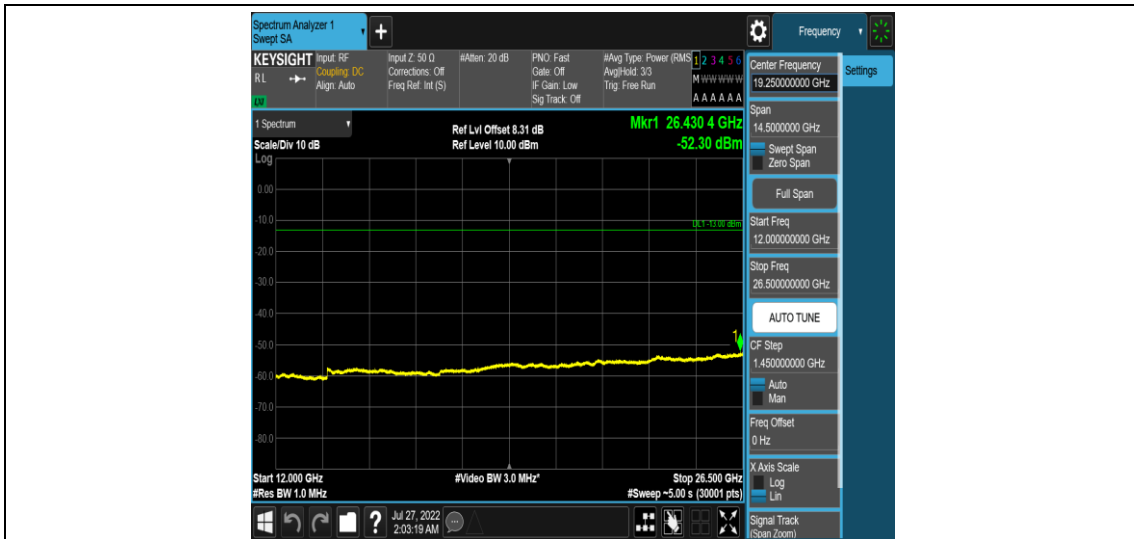 Spectrum Analyzer 1
Swept SA
+
Frequency
KEYSIGHT
RL
LM
Input: RF
Coupling: DC
Align: Auto
Input Z: 50 Ω
Corrections: Off
Freq Ref: Int (S)
#Atten: 20 dB
PNO: Fast
Gate: Off
IF Gain: Low
Sig Track: Off
#Avg Type: Power (RMS
Avg|Hold: 3/3
Trig: Free Run
1 2 3 4 5 6
M W W W W W
A A A A A A
1 Spectrum
Scale/Div 10 dB
Ref Lvl Offset 8.31 dB
Ref Level 10.00 dBm
Mkr1 26.430 4 GHz
-52.30 dBm
Log
0.00
-10.0
DL1 -13.00 dBm
-20.0
-30.0
-40.0
1
-50.0
-60.0
-70.0
-80.0
Start 12.000 GHz
#Res BW 1.0 MHz
#Video BW 3.0 MHz*
Stop 26.500 GHz
#Sweep ~5.00 s (30001 pts)
Center Frequency
19.250000000 GHz
Settings
Span
14.5000000 GHz
Swept Span
Zero Span
Full Span
Start Freq
12.000000000 GHz
Stop Freq
26.500000000 GHz
AUTO TUNE
CF Step
1.450000000 GHz
Auto
Man
Freq Offset
0 Hz
X Axis Scale
Log
Lin
Signal Track
(Span Zoom)
?
Jul 27, 2022
2:03:19 AM